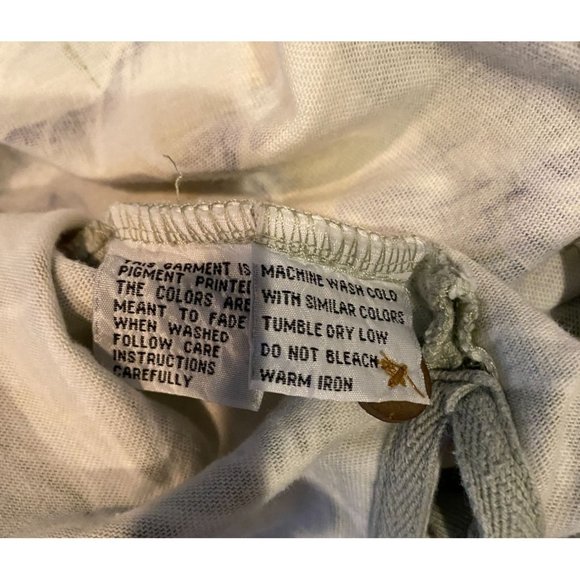 THIS GARMENT IS
PIGMENT PRINTED
THE COLORS ARE
MEANT TO FADE
WHEN WASHED
FOLLOW CARE
INSTRUCTIONS
CAREFULLY
MACHINE WASH COLD
WITH SIMILAR COLORS
TUMBLE DRY LOW
DO NOT BLEACH
WARM IRON